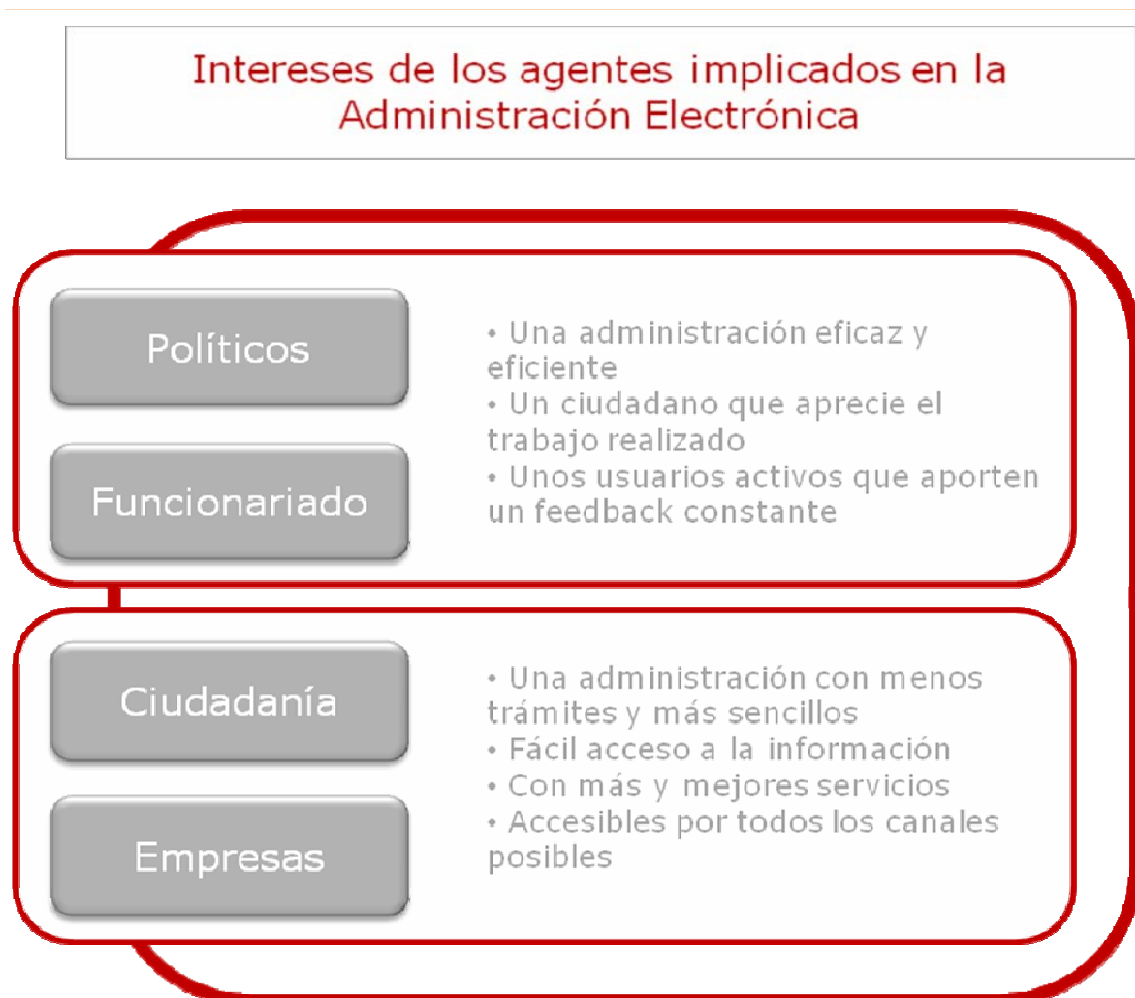 Intereses de los agentes implicados en la
Administración Electrónica
Políticos
Funcionariado
• Una administración eficaz y
eficiente
• Un ciudadano que aprecie el
trabajo realizado
• Unos usuarios activos que aporten
un feedback constante
Ciudadanía
Empresas
• Una administración con menos
trámites y más sencillos
• Fácil acceso a la información
• Con más y mejores servicios
• Accesibles por todos los canales
posibles